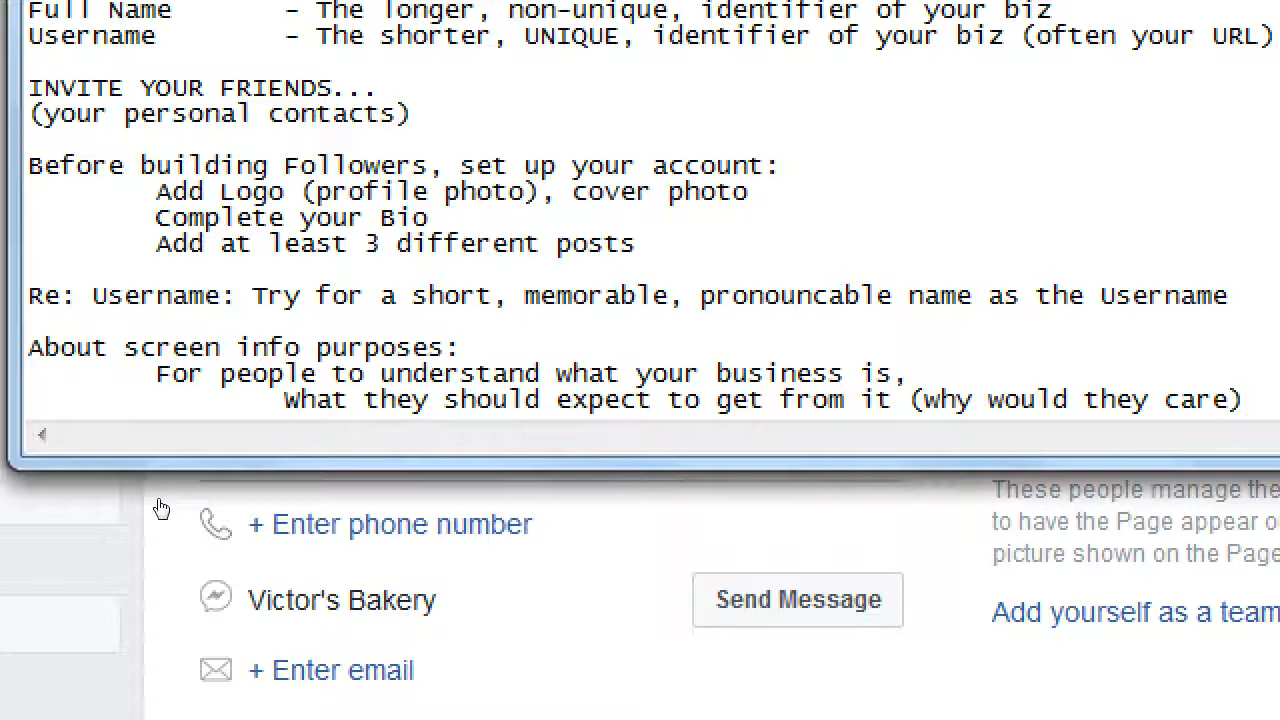 Full Name - The longer, non-unique, identifier of your biz
Username - The shorter, UNIQUE, identifier of your biz (often your URL)
INVITE YOUR FRIENDS...
(your personal contacts)
Before building Followers, set up your account:
Add Logo (profile photo), cover photo
Complete your Bio
Add at least 3 different posts
Re: Username: Try for a short, memorable, pronouncable name as the Username
About screen info purposes:
For people to understand what your business is,
What they should expect to get from it (why would they care)
These people manage the
+ Enter phone number
to have the Page appear o
picture shown on the Page
Victor's Bakery
Send Message
Add yourself as a team
+ Enter email